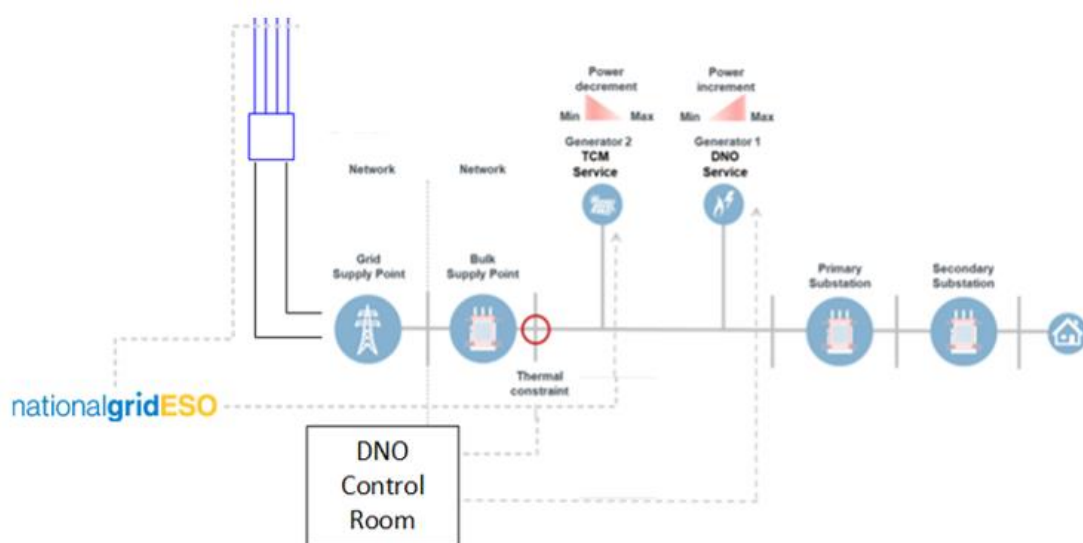 Power
decrement
Min Max
Generator 2
TCM
Service
Power
increment
Min Max
Generator 1
DNO
Service
Network
Network
Grid
Supply Point
Bulk
Supply Point
Thermal
constraint
Primary
Substation
Secondary
Substation
nationalgridESO
DNO
Control
Room